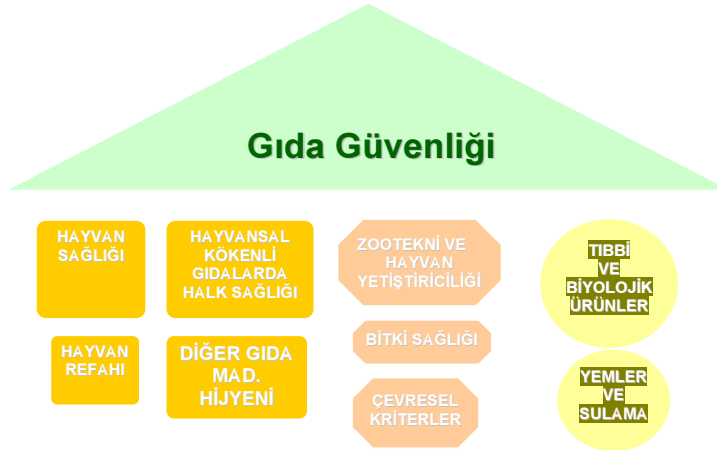 Gıda Güvenliği
HAYVAN
SAĞLIĞI
HAYVANSAL
KÖKENLİ
GIDALARDA
HALK SAĞLIĞI
ZOOTEKNİ VE
HAYVAN
YETİŞTİRİCİLİĞİ
TIBBİ
VE
BİYOLOJİK
ÜRÜNLER
HAYVAN
REFAHI
DİĞER GIDA
MAD.
HİJYENİ
BİTKİ SAĞLIĞI
ÇEVRESEL
KRİTERLER
YEMLER
VE
SULAMA